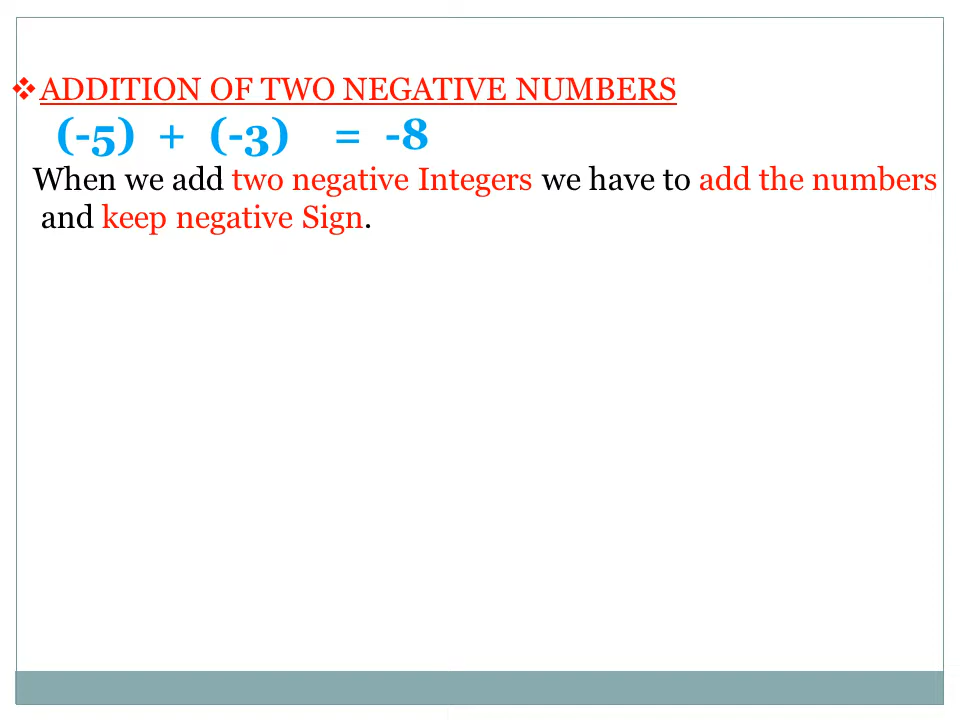 ❖ADDITION OF TWO NEGATIVE NUMBERS
(-5) + (-3) = -8
When we add two negative Integers we have to add the numbers
and keep negative Sign.